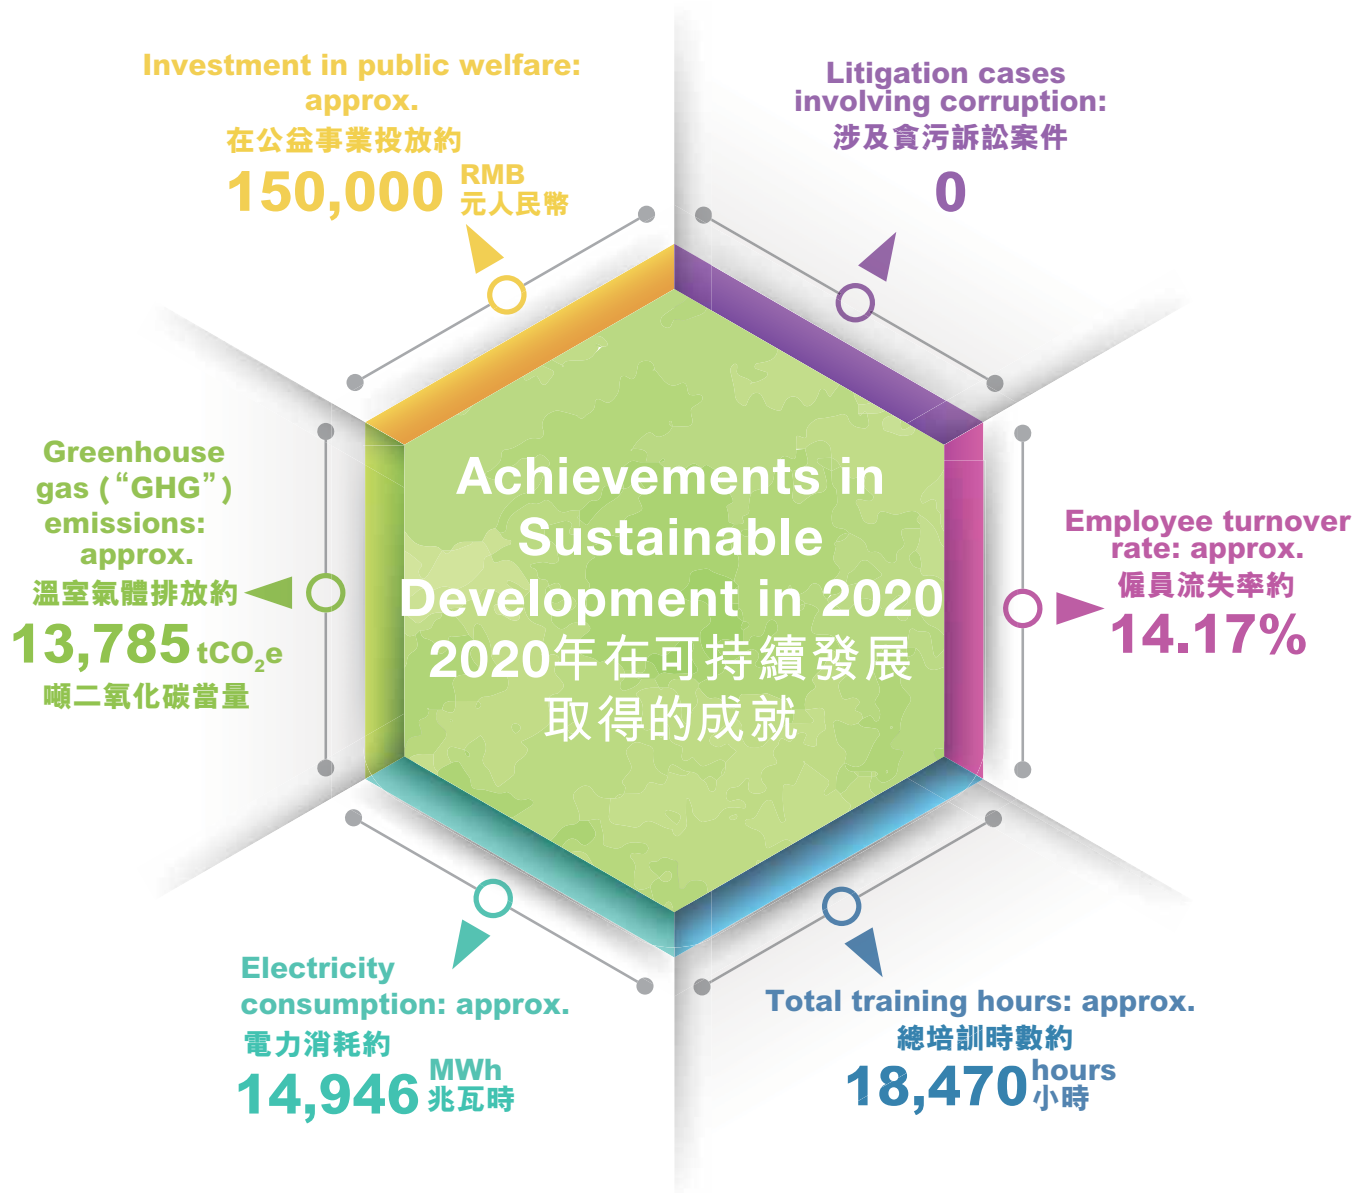 Investment in public welfare:
approx.
在公益事業投放約
150,000 RMB
元人民幣
Litigation cases
involving corruption:
涉及貪污訴訟案件
0
Greenhouse
gas (“GHG”)
emissions:
approx.
溫室氣體排放約
13,785 tCO₂e
噸二氧化碳當量
Achievements in
Sustainable
Development in 2020
2020年在可持續發展
取得的成就
Employee turnover
rate: approx.
僱員流失率約
14.17%
Electricity
consumption: approx.
電力消耗約
14,946 MWh
兆瓦時
Total training hours: approx.
總培訓時數約
18,470 hours
小時